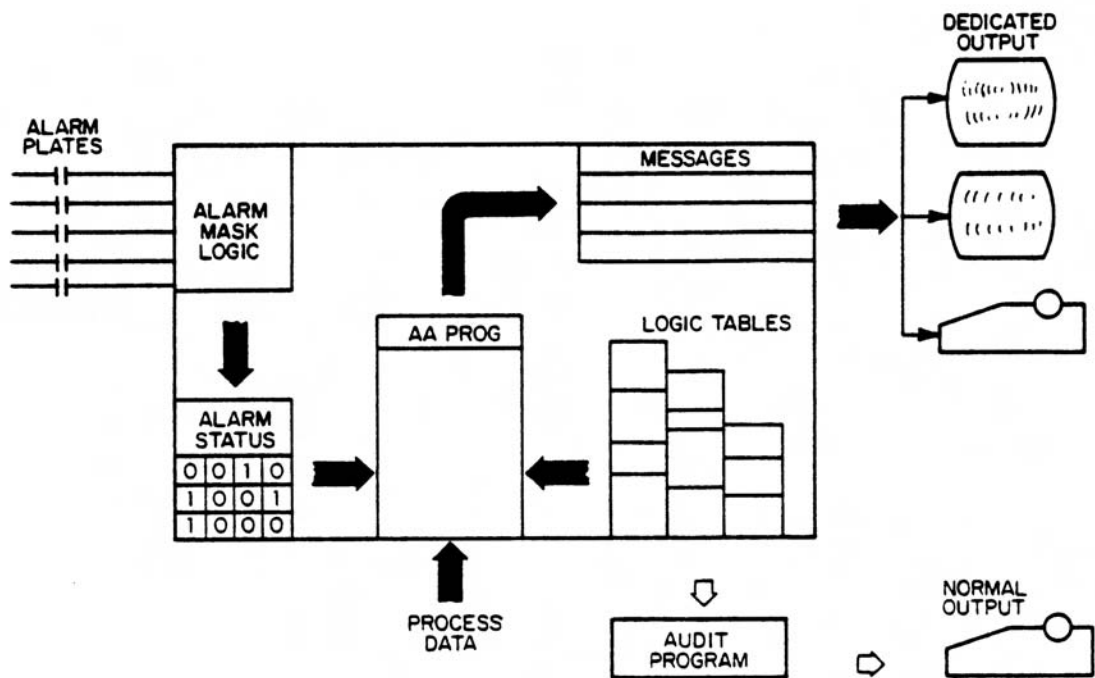 DEDICATED
OUTPUT
ALARM
PLATES
ALARM
MASK
LOGIC
MESSAGES
AA PROG
LOGIC TABLES
ALARM
STATUS
0 0 1 0
1 0 0 1
1 0 0 0
PROCESS
DATA
AUDIT
PROGRAM
NORMAL
OUTPUT